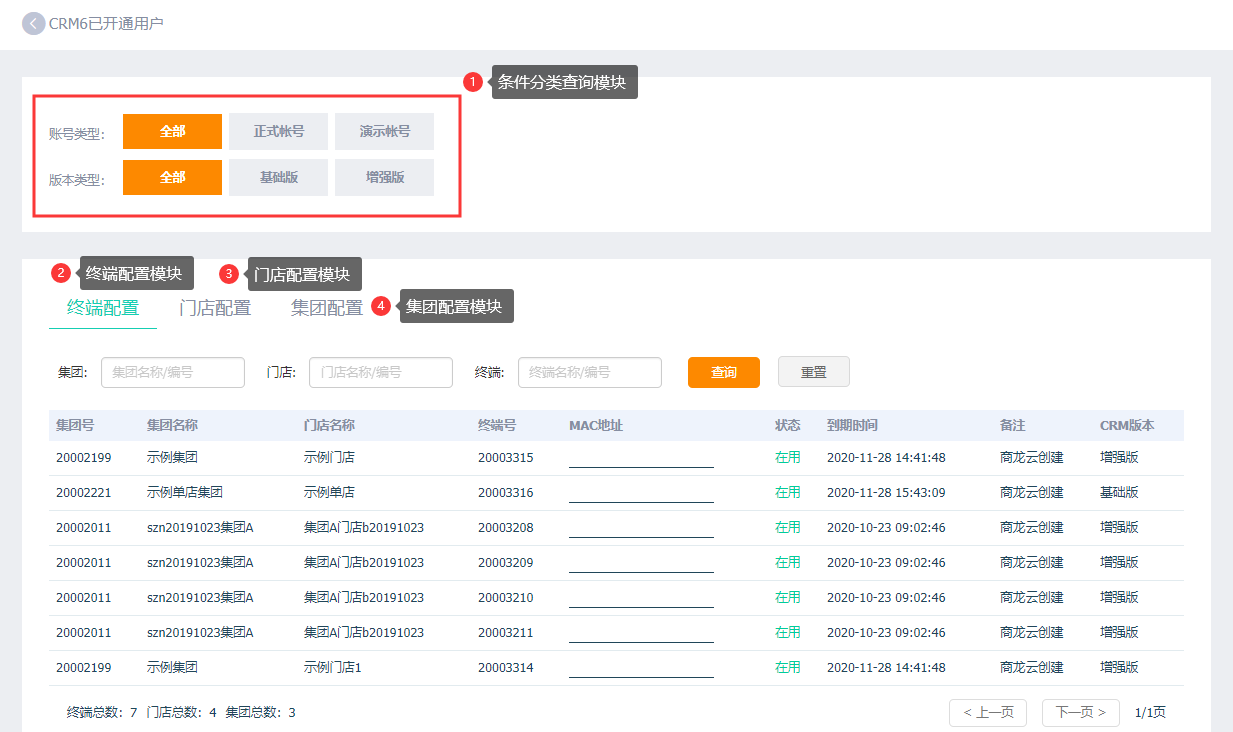 CRM6已开通用户
1 条件分类查询模块
账号类型: 全部 正式帐号 演示帐号
版本类型: 全部 基础版 增强版
2 终端配置模块 3 门店配置模块
终端配置 门店配置 集团配置 4 集团配置模块
集团: 集团名称/编号 门店: 门店名称/编号 终端: 终端名称/编号 查询 重置
集团号 集团名称 门店名称 终端号 MAC地址 状态 到期时间 备注 CRM版本
20002199 示例集团 示例门店 20003315 在用 2020-11-28 14:41:48 商龙云创建 增强版
20002221 示例单店集团 示例单店 20003316 在用 2020-11-28 15:43:09 商龙云创建 基础版
20002011 szn20191023集团A 集团A门店b20191023 20003208 在用 2020-10-23 09:02:46 商龙云创建 增强版
20002011 szn20191023集团A 集团A门店b20191023 20003209 在用 2020-10-23 09:02:46 商龙云创建 增强版
20002011 szn20191023集团A 集团A门店b20191023 20003210 在用 2020-10-23 09:02:46 商龙云创建 增强版
20002011 szn20191023集团A 集团A门店b20191023 20003211 在用 2020-10-23 09:02:46 商龙云创建 增强版
20002199 示例集团 示例门店1 20003314 在用 2020-11-28 14:41:48 商龙云创建 增强版
终端总数: 7 门店总数: 4 集团总数: 3 < 上一页 下一页 > 1/1页